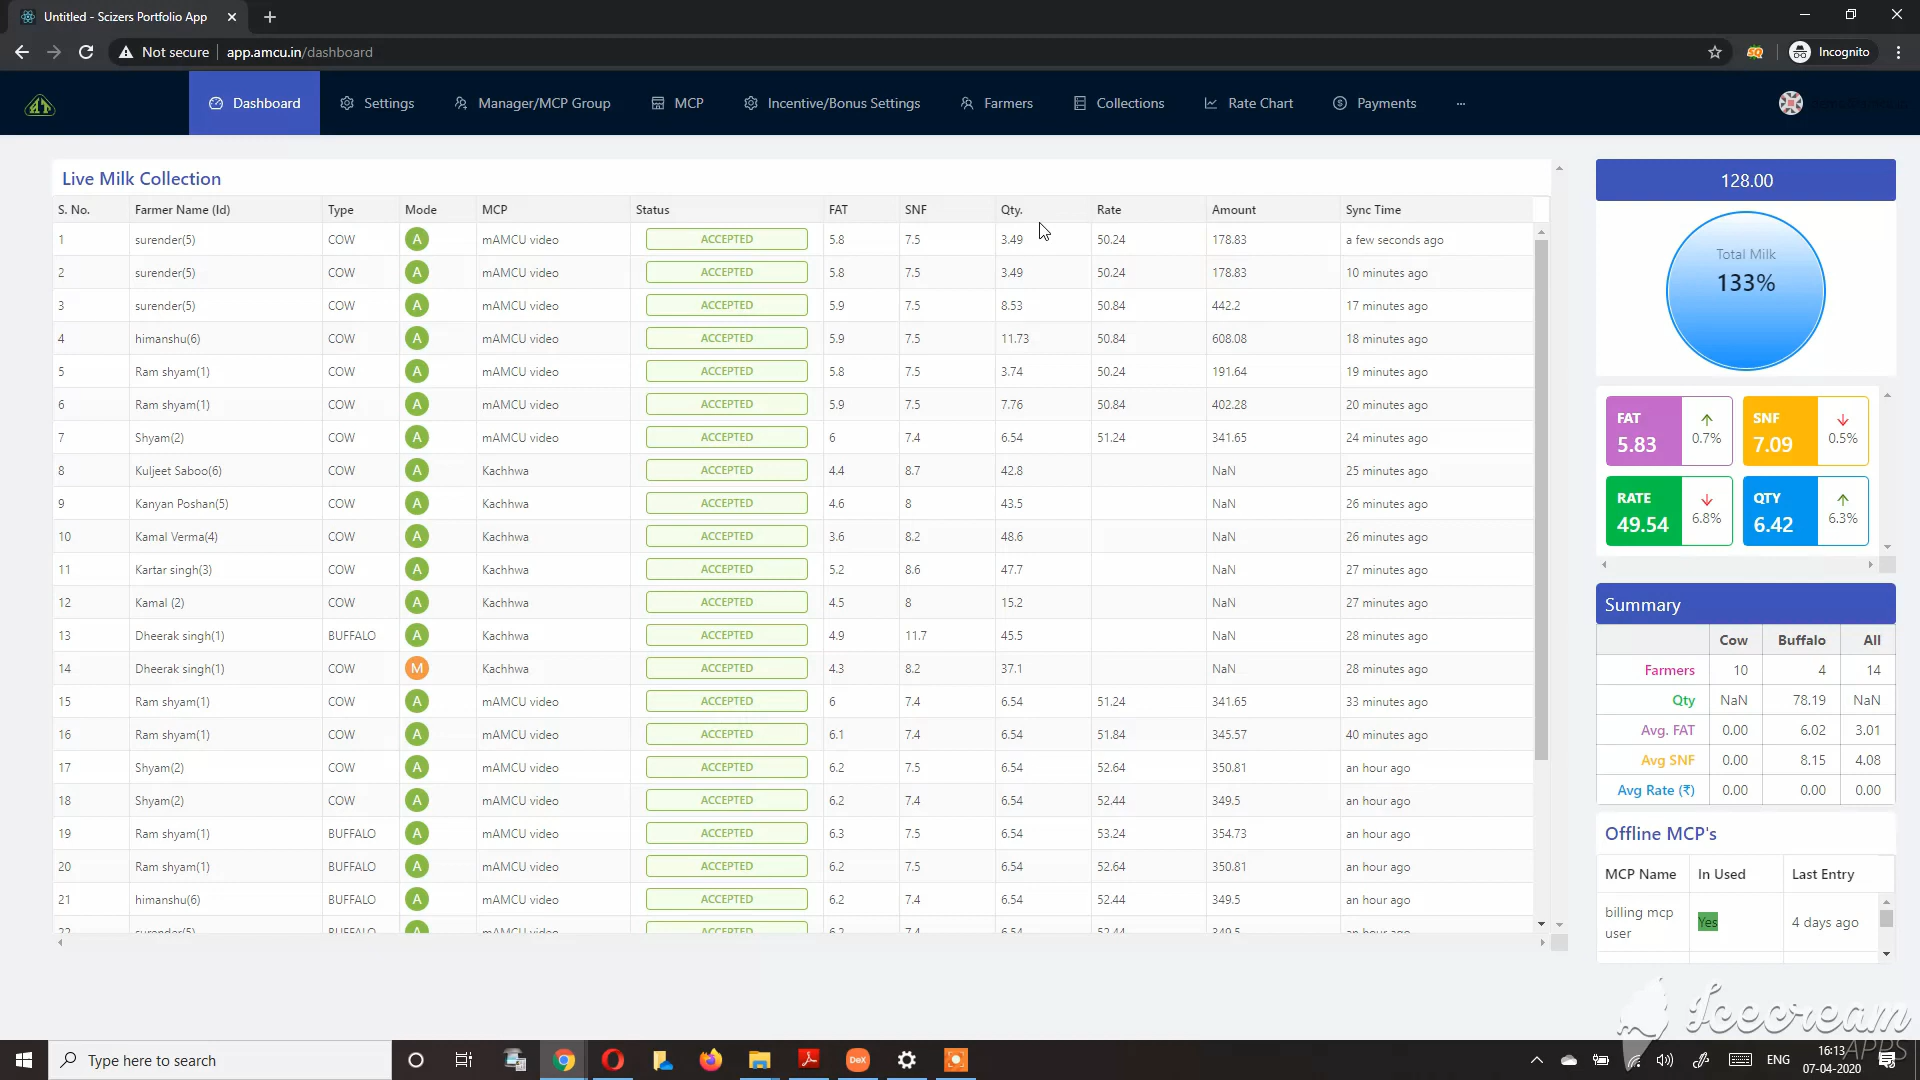 Untitled - Scizers Portfolio App
Not secure app.amcu.in/dashboard Incognito
Dashboard Settings Manager/MCP Group MCP Incentive/Bonus Settings Farmers Collections Rate Chart Payments ...
Live Milk Collection
S. No. Farmer Name (Id) Type Mode MCP Status FAT SNF Qty. Rate Amount Sync Time
1 surender(5) COW A mAMCU video ACCEPTED 5.8 7.5 3.49 50.24 178.83 a few seconds ago
2 surender(5) COW A mAMCU video ACCEPTED 5.8 7.5 3.49 50.24 178.83 10 minutes ago
3 surender(5) COW A mAMCU video ACCEPTED 5.9 7.5 8.53 50.84 442.2 17 minutes ago
4 himanshu(6) COW A mAMCU video ACCEPTED 5.9 7.5 11.73 50.84 608.08 18 minutes ago
5 Ram shyam(1) COW A mAMCU video ACCEPTED 5.8 7.5 3.74 50.24 191.64 19 minutes ago
6 Ram shyam(1) COW A mAMCU video ACCEPTED 5.9 7.5 7.76 50.84 402.28 20 minutes ago
7 Shyam(2) COW A mAMCU video ACCEPTED 6 7.4 6.54 51.24 341.65 24 minutes ago
8 Kuljeet Saboo(6) COW A Kachhwa ACCEPTED 4.4 8.7 42.8 NaN 25 minutes ago
9 Kanyan Poshan(5) COW A Kachhwa ACCEPTED 4.6 8 43.5 NaN 26 minutes ago
10 Kamal Verma(4) COW A Kachhwa ACCEPTED 3.6 8.2 48.6 NaN 26 minutes ago
11 Kartar singh(3) COW A Kachhwa ACCEPTED 5.2 8.6 47.7 NaN 27 minutes ago
12 Kamal (2) COW A Kachhwa ACCEPTED 4.5 8 15.2 NaN 27 minutes ago
13 Dheerak singh(1) BUFFALO A Kachhwa ACCEPTED 4.9 11.7 45.5 NaN 28 minutes ago
14 Dheerak singh(1) COW M Kachhwa ACCEPTED 4.3 8.2 37.1 NaN 28 minutes ago
15 Ram shyam(1) COW A mAMCU video ACCEPTED 6 7.4 6.54 51.24 341.65 33 minutes ago
16 Ram shyam(1) COW A mAMCU video ACCEPTED 6.1 7.4 6.54 51.84 345.57 40 minutes ago
17 Shyam(2) COW A mAMCU video ACCEPTED 6.2 7.5 6.54 52.64 350.81 an hour ago
18 Shyam(2) COW A mAMCU video ACCEPTED 6.2 7.4 6.54 52.44 349.5 an hour ago
19 Ram shyam(1) BUFFALO A mAMCU video ACCEPTED 6.3 7.5 6.54 53.24 354.73 an hour ago
20 Ram shyam(1) BUFFALO A mAMCU video ACCEPTED 6.2 7.5 6.54 52.64 350.81 an hour ago
21 himanshu(6) BUFFALO A mAMCU video ACCEPTED 6.2 7.4 6.54 52.44 349.5 an hour ago
22 surender(5) BUFFALO A mAMCU video ACCEPTED 6.2 7.4 6.54 52.44 349.5 an hour ago
128.00
Total Milk
133%
FAT 5.83 0.7%
SNF 7.09 0.5%
RATE 49.54 6.8%
QTY 6.42 6.3%
Summary
Cow Buffalo All
Farmers 10 4 14
Qty NaN 78.19 NaN
Avg. FAT 0.00 6.02 3.01
Avg SNF 0.00 8.15 4.08
Avg Rate (₹) 0.00 0.00 0.00
Offline MCP's
MCP Name In Used Last Entry
billing mcp user Yes 4 days ago
Icecream
APPS
Type here to search DeX ENG 16:13
07-04-2020